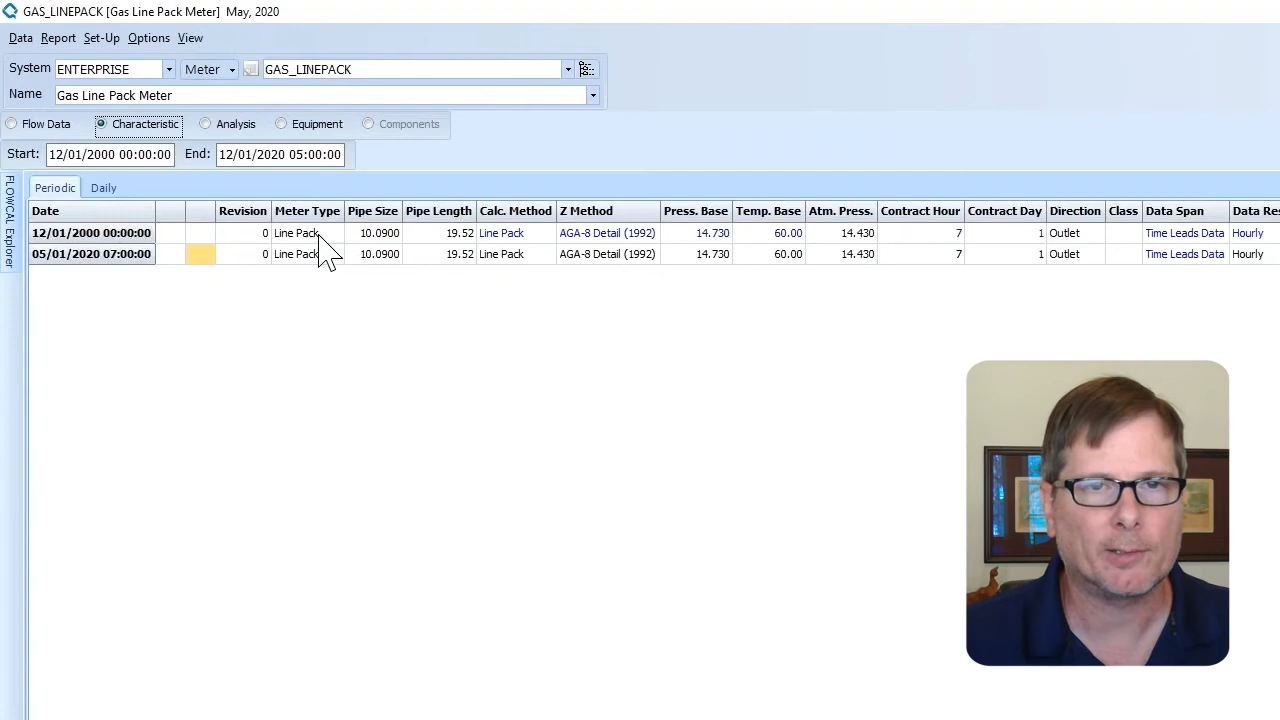 GAS_LINEPACK [Gas Line Pack Meter] May, 2020
Data Report Set-Up Options View
System ENTERPRISE Meter GAS_LINEPACK
Name Gas Line Pack Meter
Flow Data Characteristic Analysis Equipment Components
Start: 12/01/2000 00:00:00 End: 12/01/2020 05:00:00
FLOWCAL Explorer
Periodic Daily
Date Revision Meter Type Pipe Size Pipe Length Calc. Method Z Method Press. Base Temp. Base Atm. Press. Contract Hour Contract Day Direction Class Data Span Data Res
12/01/2000 00:00:00 0 Line Pack 10.0900 19.52 Line Pack AGA-8 Detail (1992) 14.730 60.00 14.430 7 1 Outlet Time Leads Data Hourly
05/01/2020 07:00:00 0 Line Pack 10.0900 19.52 Line Pack AGA-8 Detail (1992) 14.730 60.00 14.430 7 1 Outlet Time Leads Data Hourly